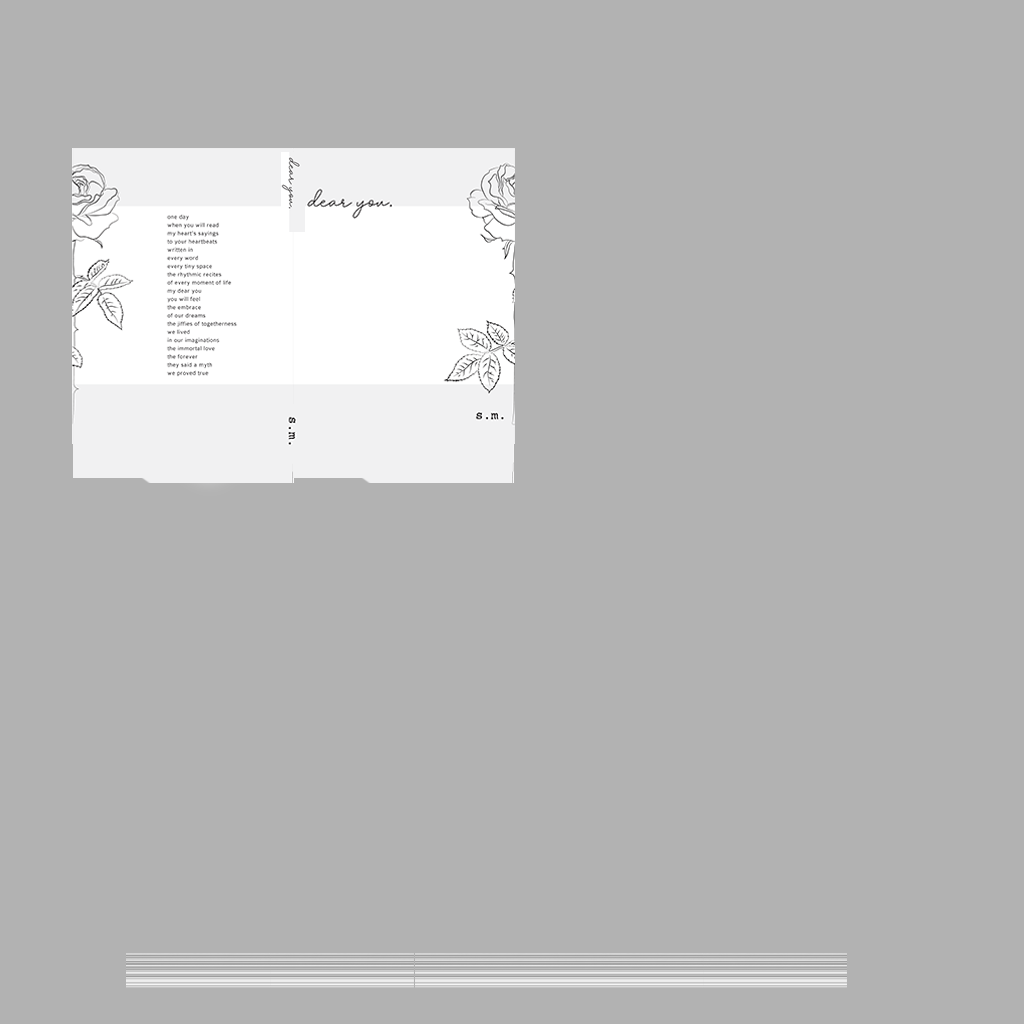 one day
when you will read
my heart's sayings
to your heartbeats
written in
every word
every tiny space
the rhythmic recites
of every moment of life
my dear you
you will feel
the embrace
of our dreams
the jiffies of togetherness
we lived
in our imaginations
the immortal love
the forever
they said a myth
we proved true
dear you.
s.m.
dear you.
s.m.